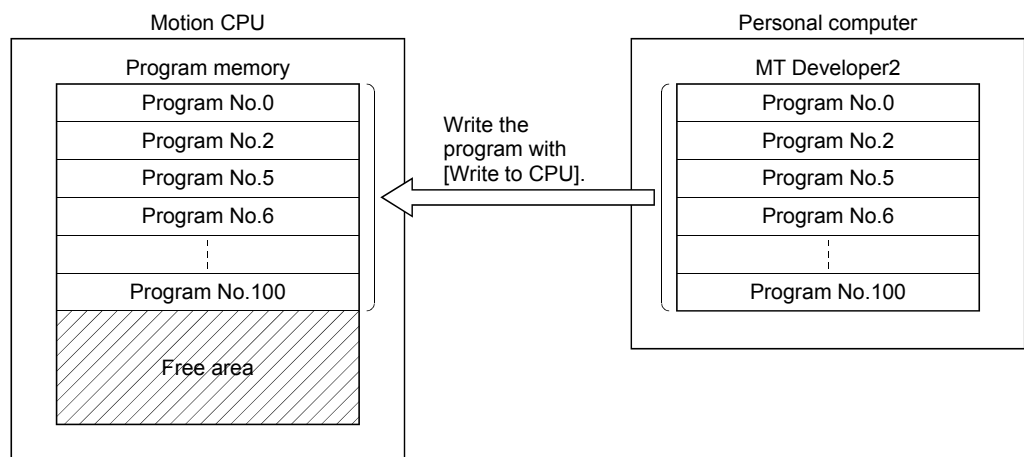 Motion CPU
Program memory
Program No.0
Program No.2
Program No.5
Program No.6
Program No.100
Free area
Write the
program with
[Write to CPU].
Personal computer
MT Developer2
Program No.0
Program No.2
Program No.5
Program No.6
Program No.100